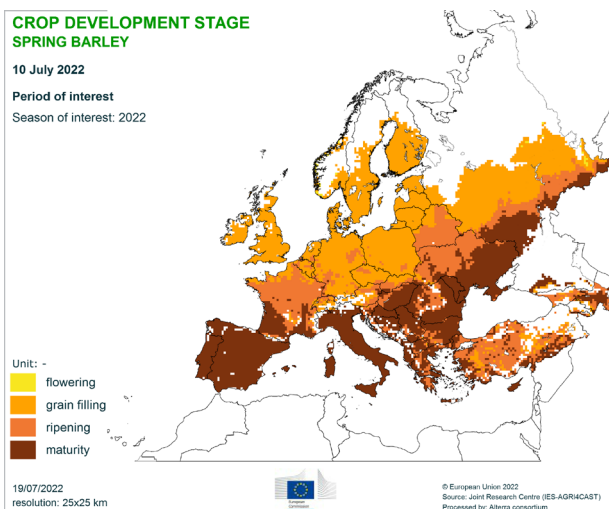 CROP DEVELOPMENT STAGE
SPRING BARLEY
10 July 2022
Period of interest
Season of interest: 2022
Unit: -
flowering
grain filling
ripening
maturity
19/07/2022
resolution: 25x25 km
European
Commission
© European Union 2022
Source: Joint Research Centre (IES-AGRI4CAST)
Processed by: Alterra consortium